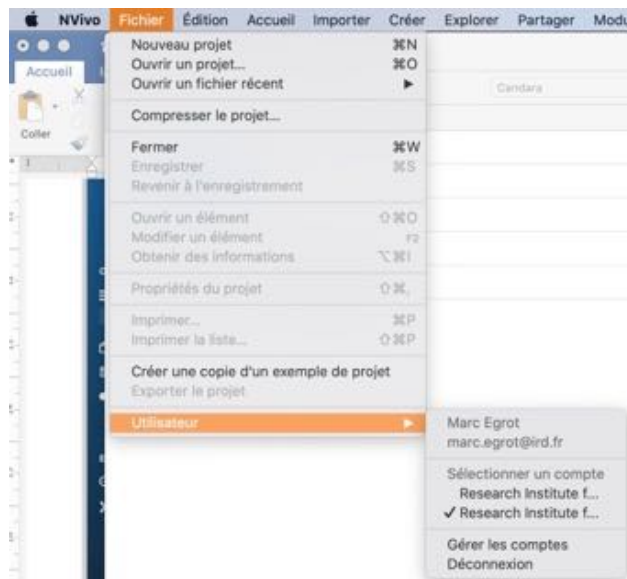 NVivo Fichier Édition Accueil Importer Créer Explorer Partager Modu
Accueil
Candara
Coller
1
Nouveau projet ⌘N
Ouvrir un projet... ⌘O
Ouvrir un fichier récent ▶
Compresser le projet...
Fermer ⌘W
Enregistrer ⌘S
Revenir à l'enregistrement
Ouvrir un élément ⇧⌘O
Modifier un élément F2
Obtenir des informations ⌥⌘I
Propriétés du projet ⇧⌘,
Imprimer... ⌘P
Imprimer la liste... ⇧⌘P
Créer une copie d'un exemple de projet
Exporter le projet
Utilisateur ▶
Marc Egrot
marc.egrot@ird.fr
Sélectionner un compte
Research Institute f...
✓ Research Institute f...
Gérer les comptes
Déconnexion